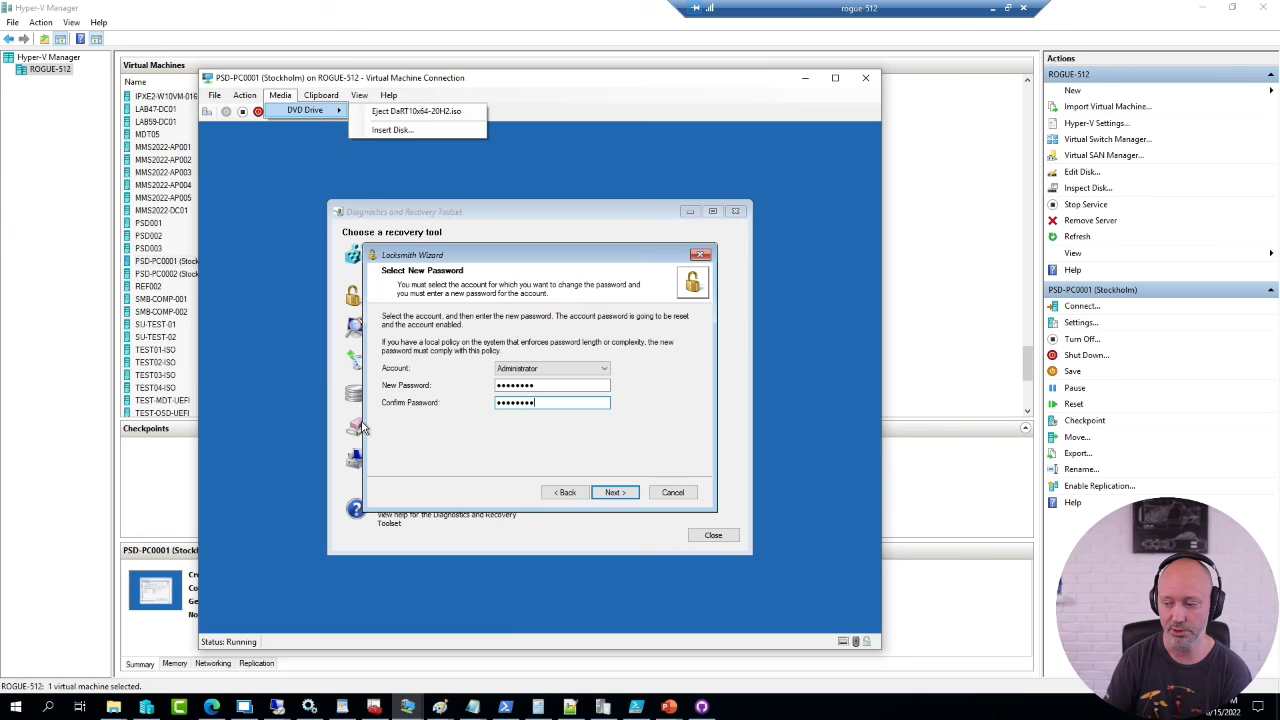 Hyper-V Manager
rogue-512
File Action View Help
Hyper-V Manager
ROGUE-512
Virtual Machines
Name
IPXE2-W10VM-016
LAB47-DC01
LAB59-DC01
MDT05
MMS2022-AP001
MMS2022-AP002
MMS2022-AP003
MMS2022-AP004
MMS2022-AP005
MMS2022-DC01
PSD001
PSD002
PSD003
PSD-PC0001 (Stockh
PSD-PC0002 (Stockh
REF002
SMB-COMP-001
SMB-COMP-002
SU-TEST-01
SU-TEST-02
TEST01-ISO
TEST02-ISO
TEST03-ISO
TEST04-ISO
TEST-MDT-UEFI
TEST-OSD-UEFI
Checkpoints
PSD-PC0001 (Stockh
Cre
Co
Ge
No
Summary Memory Networking Replication
ROGUE-512: 1 virtual machine selected.
PSD-PC0001 (Stockholm) on ROGUE-512 - Virtual Machine Connection
File Action Media Clipboard View Help
DVD Drive
Eject DaRT10x64-20H2.iso
Insert Disk...
Diagnostics and Recovery Toolset
Choose a recovery tool
Locksmith Wizard
Select New Password
You must select the account for which you want to change the password and
you must enter a new password for the account.
Select the account, and then enter the new password. The account password is going to be reset
and the account enabled.
If you have a local policy on the system that enforces password length or complexity, the new
password must comply with this policy.
Account: Administrator
New Password: ●●●●●●●●
Confirm Password: ●●●●●●●●
< Back Next > Cancel
View help for the Diagnostics and Recovery
Toolset
Close
Status: Running
Actions
ROGUE-512
New
Import Virtual Machine...
Hyper-V Settings...
Virtual Switch Manager...
Virtual SAN Manager...
Edit Disk...
Inspect Disk...
Stop Service
Remove Server
Refresh
View
Help
PSD-PC0001 (Stockholm)
Connect...
Settings...
Turn Off...
Shut Down...
Save
Pause
Reset
Checkpoint
Move...
Export...
Rename...
Enable Replication...
Help
/15/2022